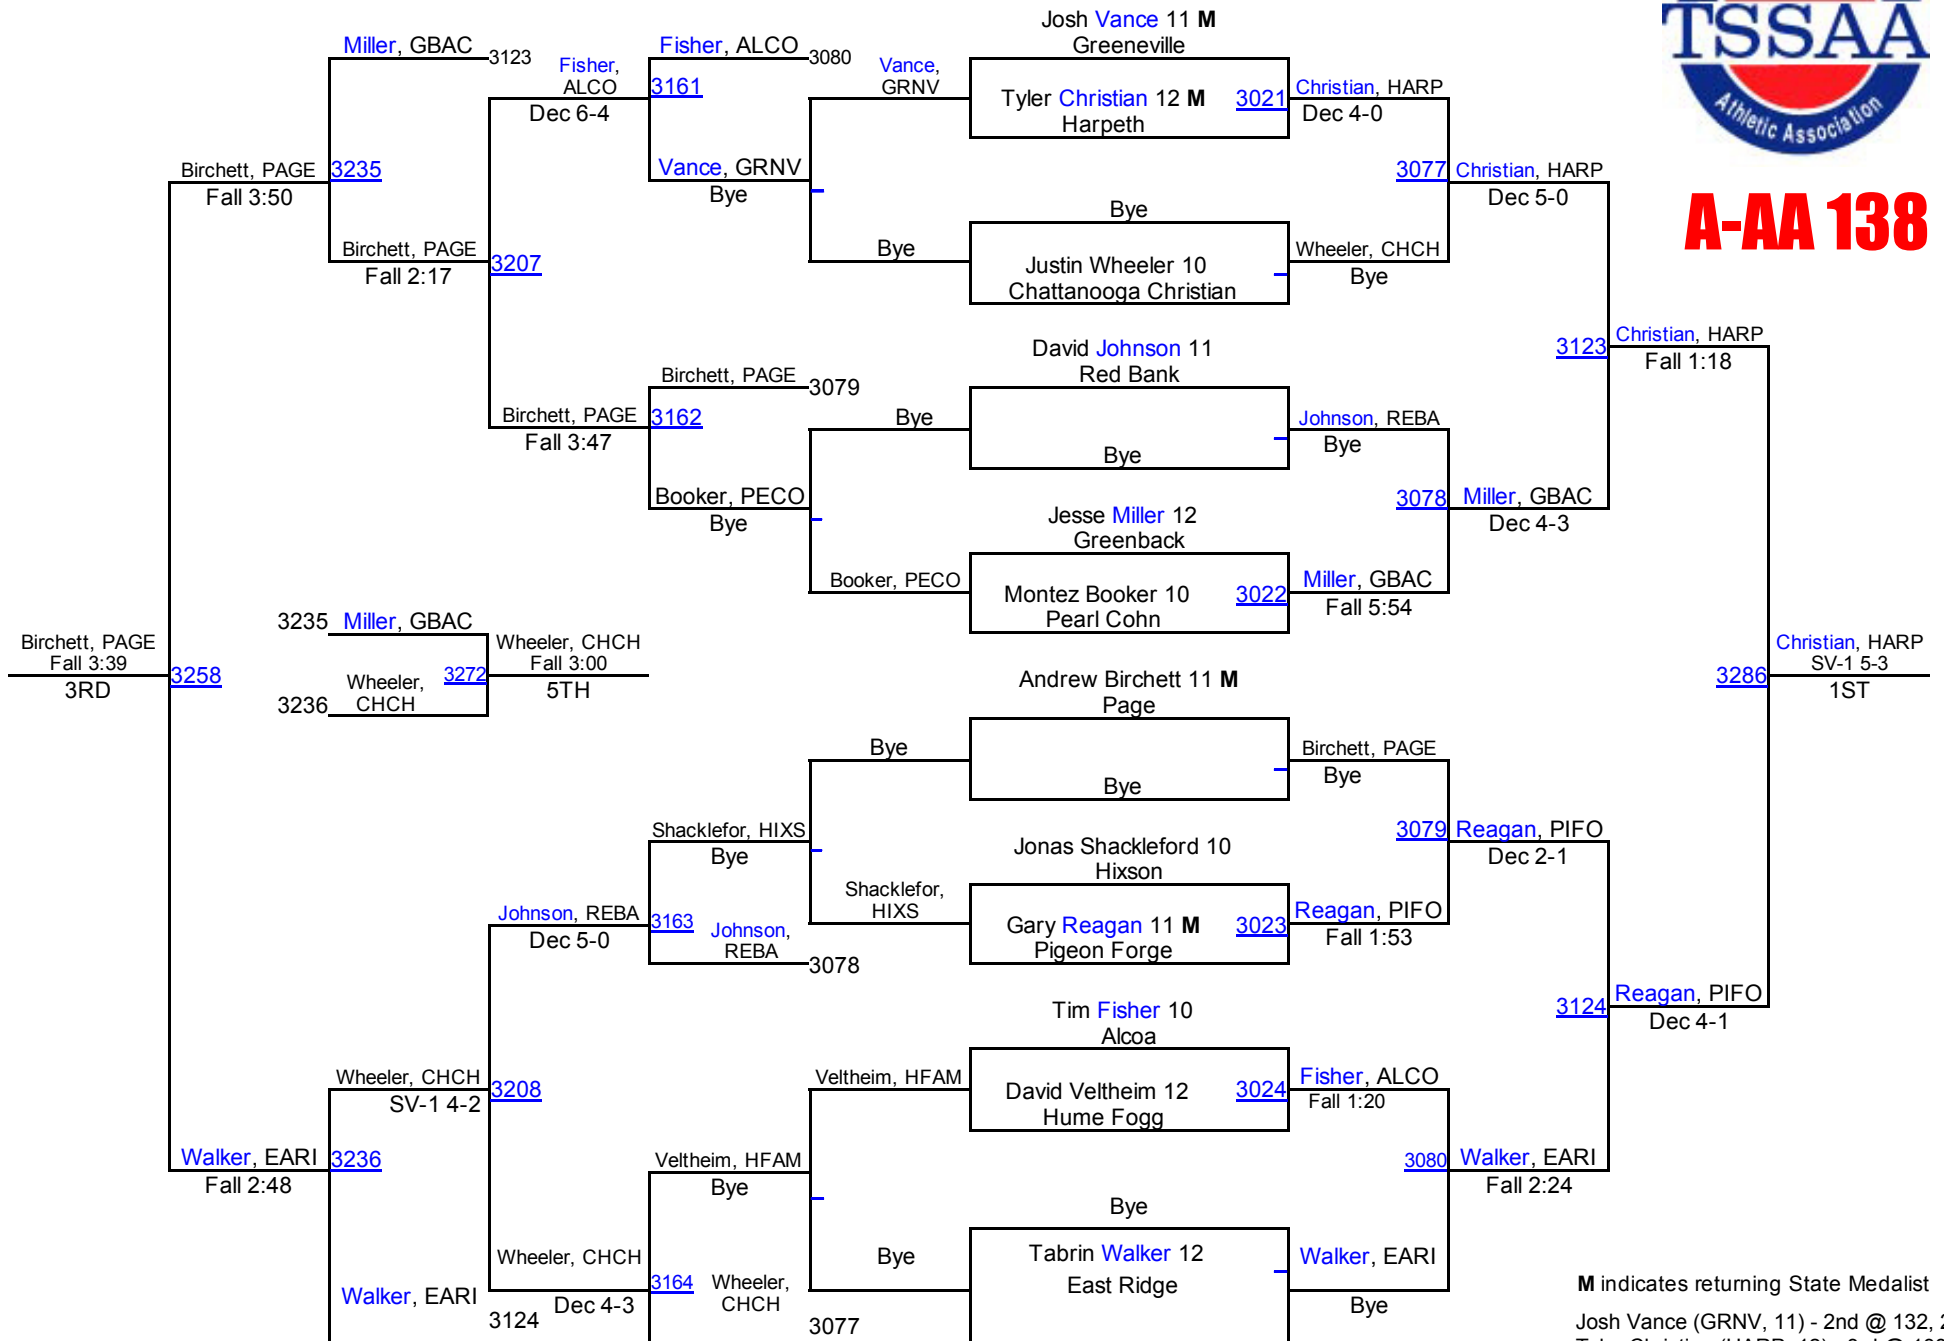 TSSAA
Athletic Association
A-AA 138
Josh Vance 11 M
Greeneville
Tyler Christian 12 M
3021
Harpeth
Bye
Justin Wheeler 10
Chattanooga Christian
David Johnson 11
Red Bank
Bye
Jesse Miller 12
Greenback
Montez Booker 10
3022
Pearl Cohn
Andrew Birchett 11 M
Page
Bye
Jonas Shackleford 10
Hixson
Gary Reagan 11 M
3023
Pigeon Forge
Tim Fisher 10
Alcoa
David Veltheim 12
3024
Hume Fogg
Bye
Tabrin Walker 12
East Ridge
Christian, HARP
Dec 4-0
Wheeler, CHCH
Bye
Johnson, REBA
Bye
Miller, GBAC
Fall 5:54
Birchett, PAGE
Bye
Reagan, PIFO
Fall 1:53
Fisher, ALCO
Fall 1:20
Walker, EARI
Bye
3077
Christian, HARP
Dec 5-0
3078
Miller, GBAC
Dec 4-3
3079
Reagan, PIFO
Dec 2-1
3080
Walker, EARI
Fall 2:24
3123
Christian, HARP
Fall 1:18
3124
Reagan, PIFO
Dec 4-1
3286
Christian, HARP
SV-1 5-3
1ST
Vance,
GRNV
Bye
Bye
Booker, PECO
Bye
Shacklefor,
HIXS
Veltheim, HFAM
Bye
Fisher, ALCO
3080
3161
Vance, GRNV
Bye
Birchett, PAGE
3079
3162
Booker, PECO
Bye
Shacklefor, HIXS
Bye
3163
Johnson,
REBA
3078
Veltheim, HFAM
Bye
3164
Wheeler,
CHCH
3077
Fisher,
ALCO
Dec 6-4
3207
Birchett, PAGE
Fall 3:47
Johnson, REBA
Dec 5-0
3208
Wheeler, CHCH
Dec 4-3
Miller, GBAC
3123
3235
Birchett, PAGE
Fall 2:17
Wheeler, CHCH
SV-1 4-2
3236
Walker, EARI
3124
Birchett, PAGE
Fall 3:50
Walker, EARI
Fall 2:48
3258
Birchett, PAGE
Fall 3:39
3RD
3235
Miller, GBAC
3236
Wheeler,
CHCH
3272
Wheeler, CHCH
Fall 3:00
5TH
M indicates returning State Medalist
Josh Vance (GRNV, 11) - 2nd @ 132,